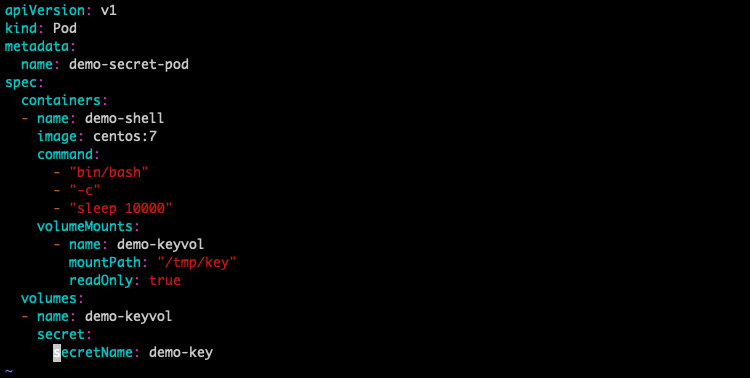 apiVersion: v1
kind: Pod
metadata:
  name: demo-secret-pod
spec:
  containers:
  - name: demo-shell
    image: centos:7
    command:
      - "bin/bash"
      - "-c"
      - "sleep 10000"
    volumeMounts:
      - name: demo-keyvol
        mountPath: "/tmp/key"
        readOnly: true
  volumes:
  - name: demo-keyvol
    secret:
      secretName: demo-key
~